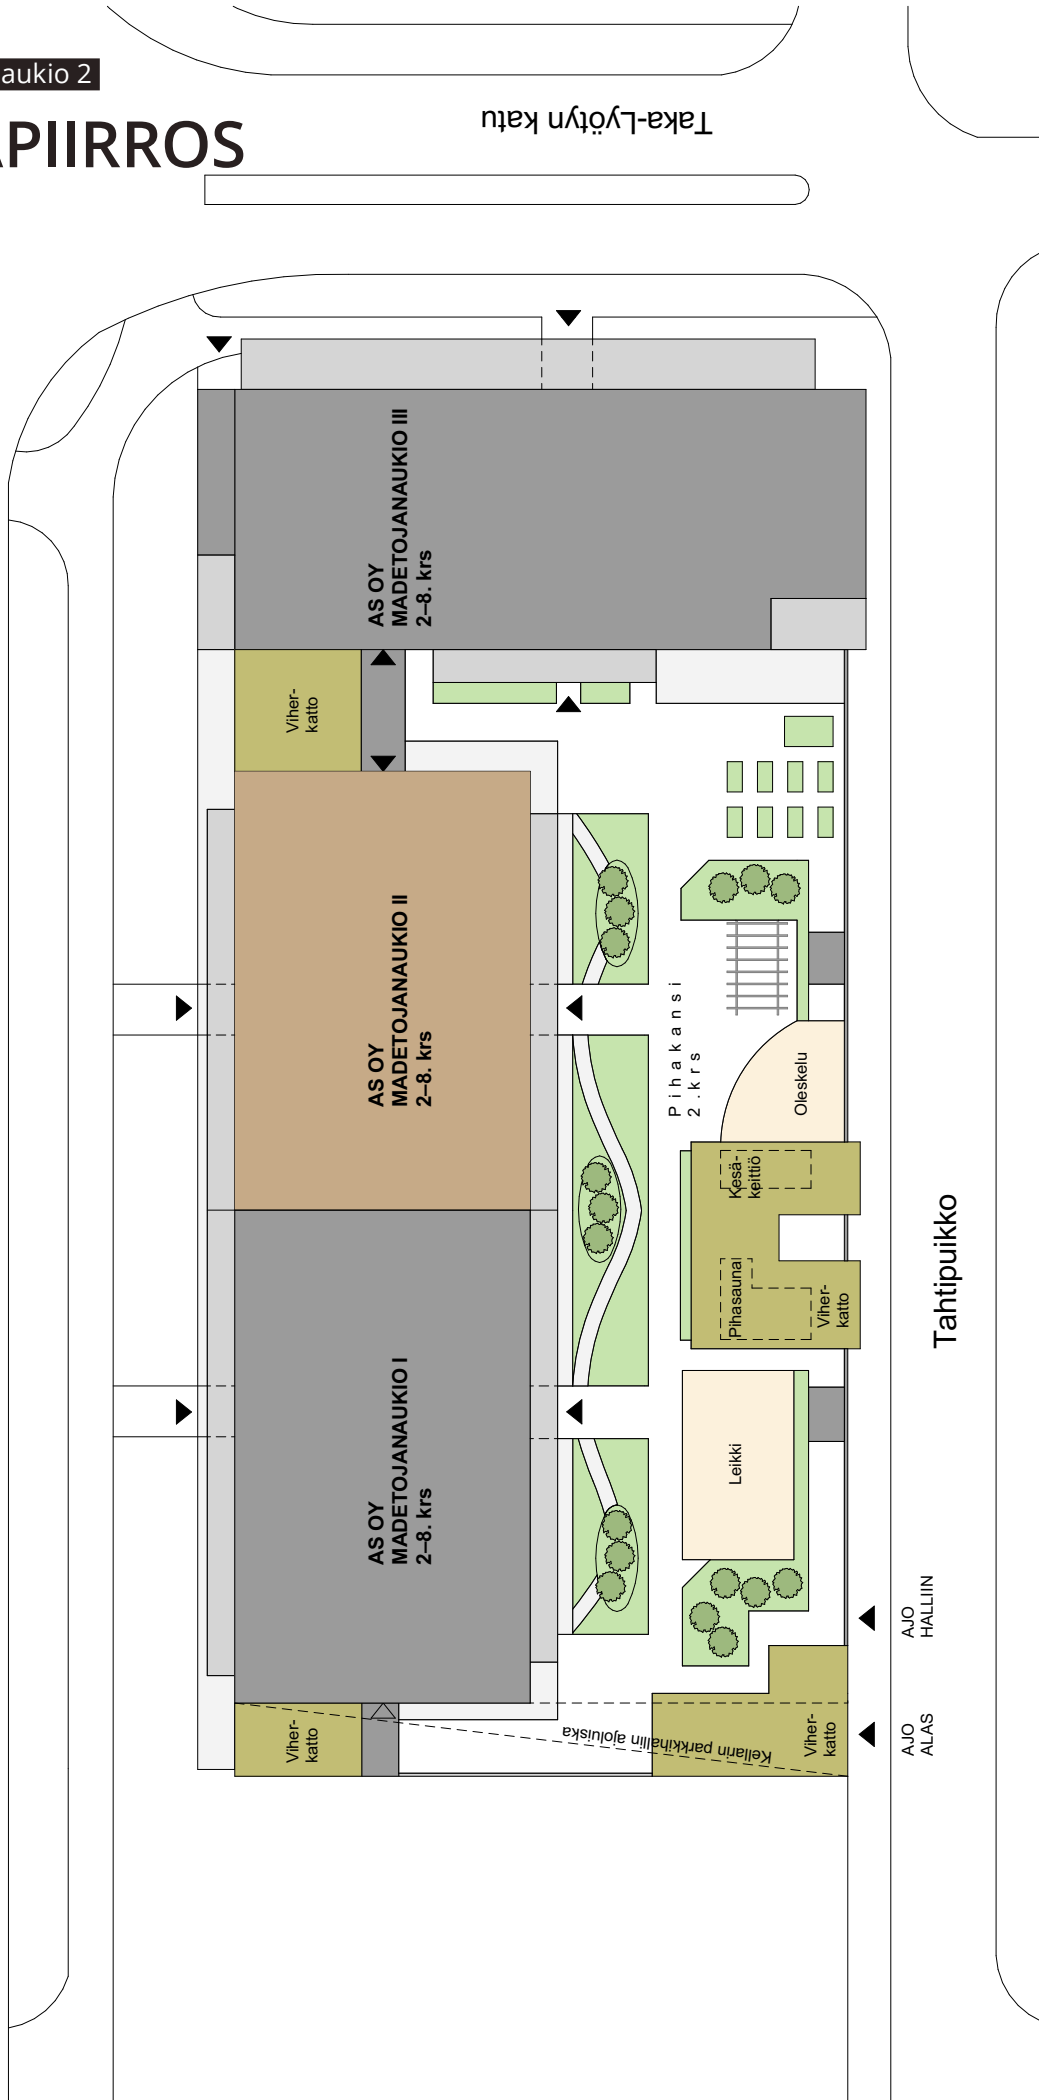 aukio 2
APIIRROS
Taka-Lyötyn katu
AS OY
MADETOJANAUKIO III
2–8. krs
Viher-
katto
AS OY
MADETOJANAUKIO II
2–8. krs
Pihakansi
2.krs
Oleskelu
Kesä-
keittiö
Pihasauna
Viher-
katto
Tahtipuikko
AS OY
MADETOJANAUKIO I
2–8. krs
Leikki
AJO
HALLIIN
Viher-
katto
Kellarin parkkihalliin ajoluiska
Viher-
katto
AJO
ALAS